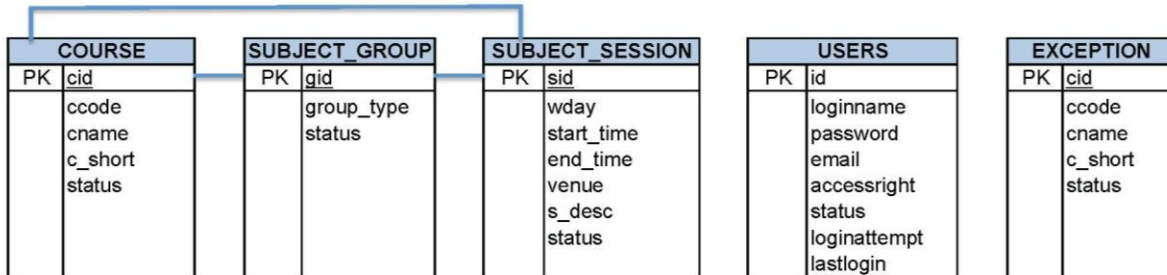 COURSE
PK cid
ccode
cname
c_short
status
SUBJECT_GROUP
PK gid
group_type
status
SUBJECT_SESSION
PK sid
wday
start_time
end_time
venue
s_desc
status
USERS
PK id
loginname
password
email
accessright
status
loginattempt
lastlogin
EXCEPTION
PK cid
ccode
cname
c_short
status